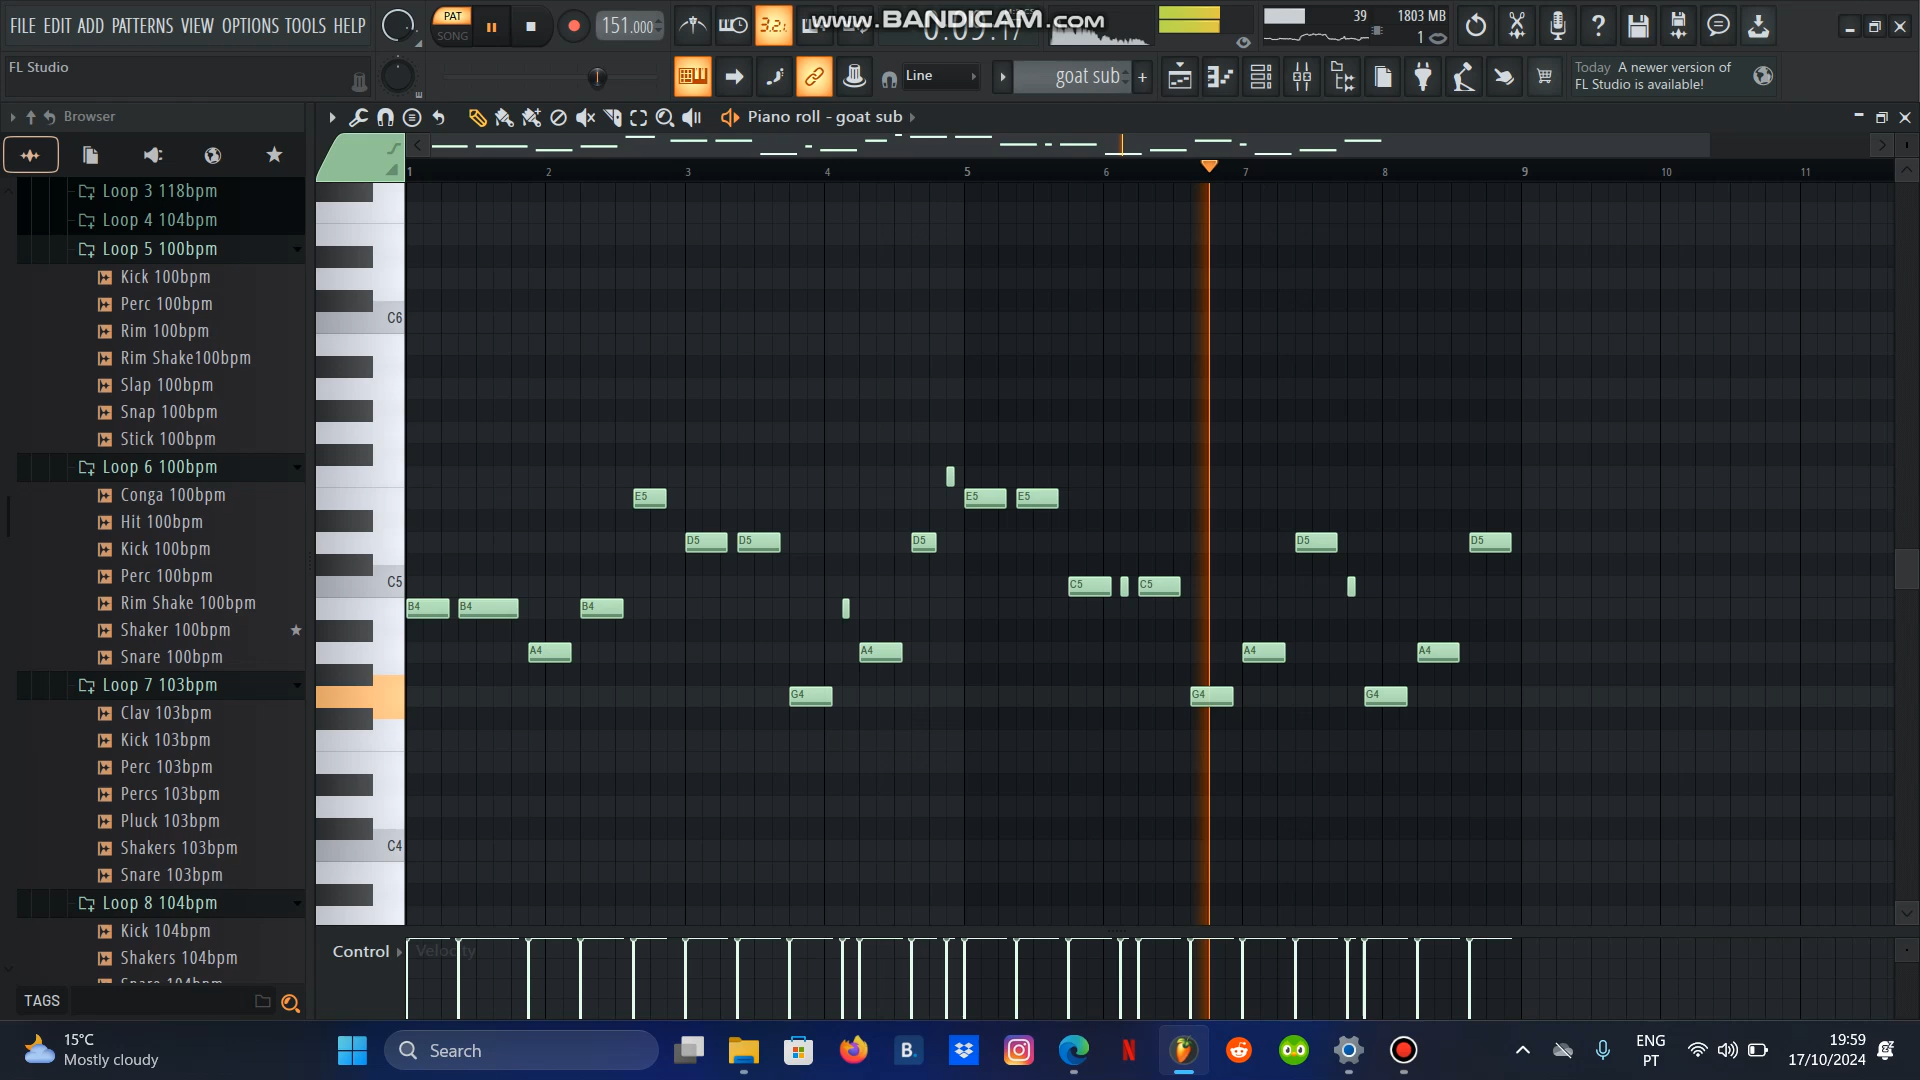 FILE EDIT ADD PATTERNS VIEW OPTIONS TOOLS HELP
PAT
SONG
151.000
3.2
www.BANDICAM.com
39
1803 MB
1
FL Studio
Line
goat sub
Today A newer version of
FL Studio is available!
Browser
Piano roll - goat sub
1 2 3 4 5 6 7 8 9 10 11
Loop 3 118bpm
Loop 4 104bpm
Loop 5 100bpm
Kick 100bpm
Perc 100bpm
Rim 100bpm
Rim Shake100bpm
Slap 100bpm
Snap 100bpm
Stick 100bpm
Loop 6 100bpm
Conga 100bpm
Hit 100bpm
Kick 100bpm
Perc 100bpm
Rim Shake 100bpm
Shaker 100bpm
Snare 100bpm
Loop 7 103bpm
Clav 103bpm
Kick 103bpm
Perc 103bpm
Percs 103bpm
Pluck 103bpm
Shakers 103bpm
Snare 103bpm
Loop 8 104bpm
Kick 104bpm
Shakers 104bpm
Snare 104bpm
TAGS
C6
E5 E5 E5
D5 D5 D5 D5 D5
C5 C5 C5
B4 B4 B4
A4 A4 A4 A4
G4 G4 G4
C4
Control Velocity
15°C
Mostly cloudy
Search
B.
N
ENG
PT
19:59
17/10/2024